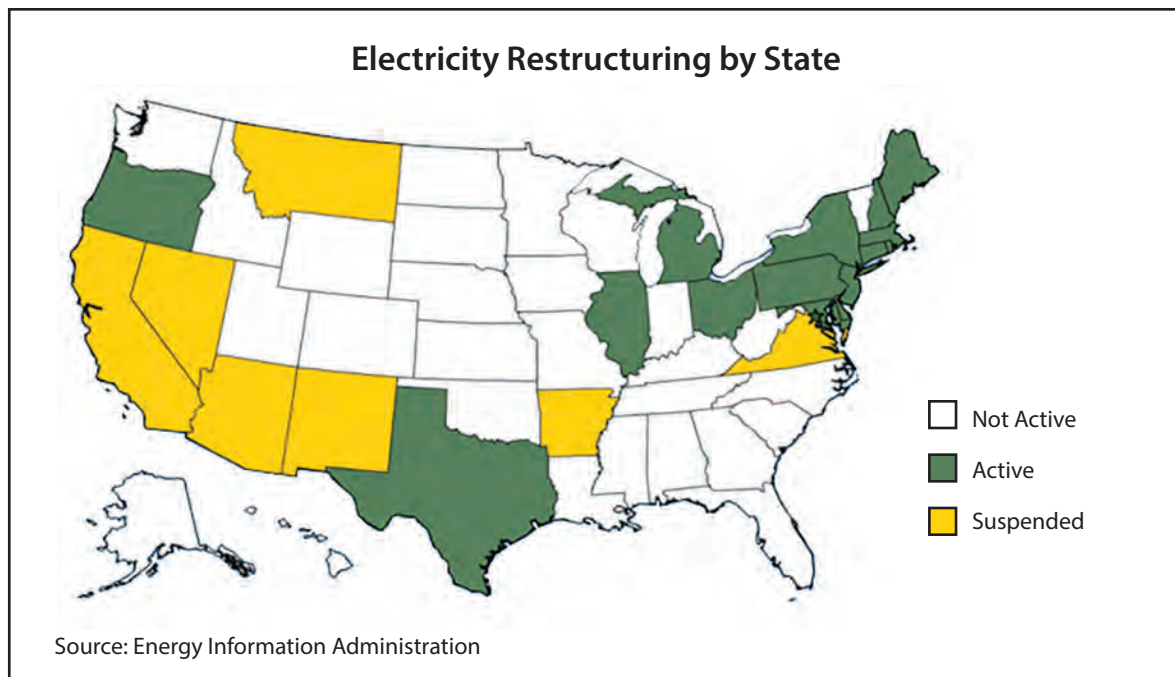 Electricity Restructuring by State
Not Active
Active
Suspended
Source: Energy Information Administration